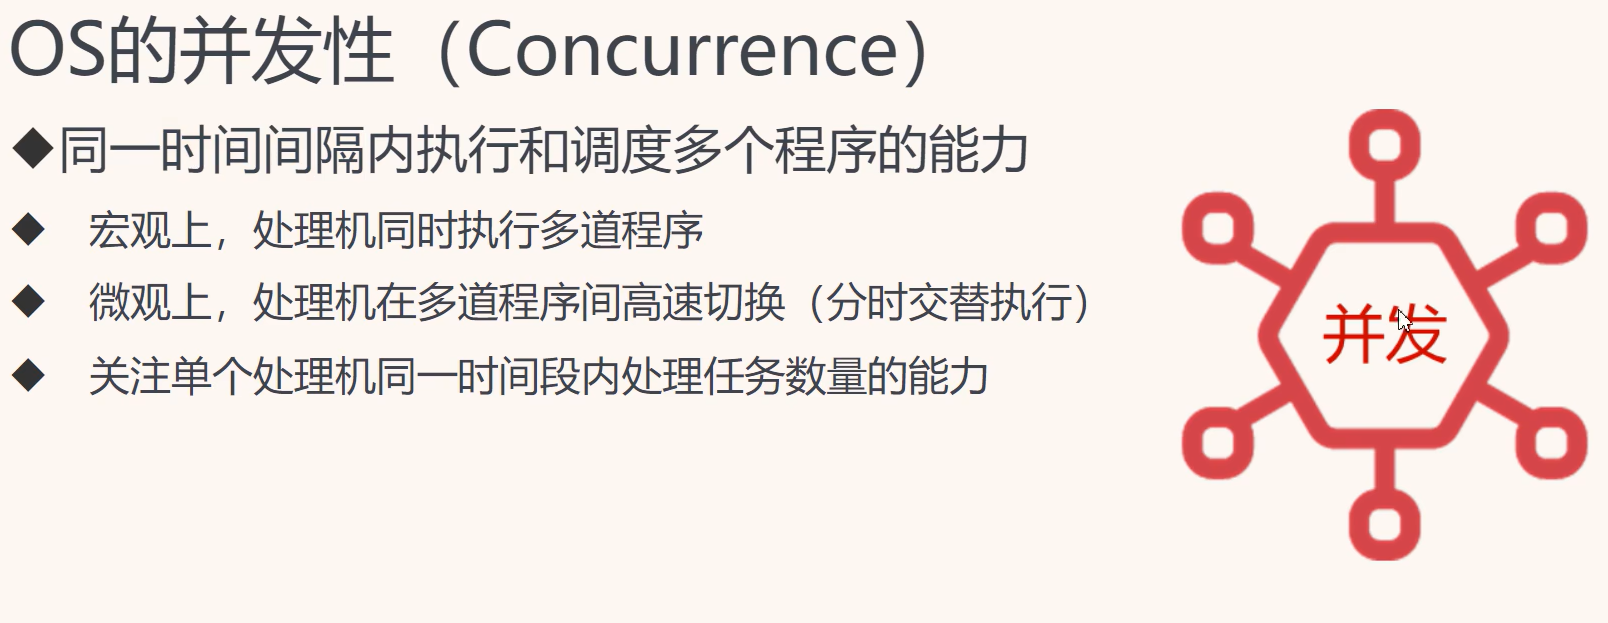 OS的并发性（Concurrence）
◆同一时间间隔内执行和调度多个程序的能力
◆ 宏观上，处理机同时执行多道程序
◆ 微观上，处理机在多道程序间高速切换（分时交替执行）
◆ 关注单个处理机同一时间段内处理任务数量的能力
并发